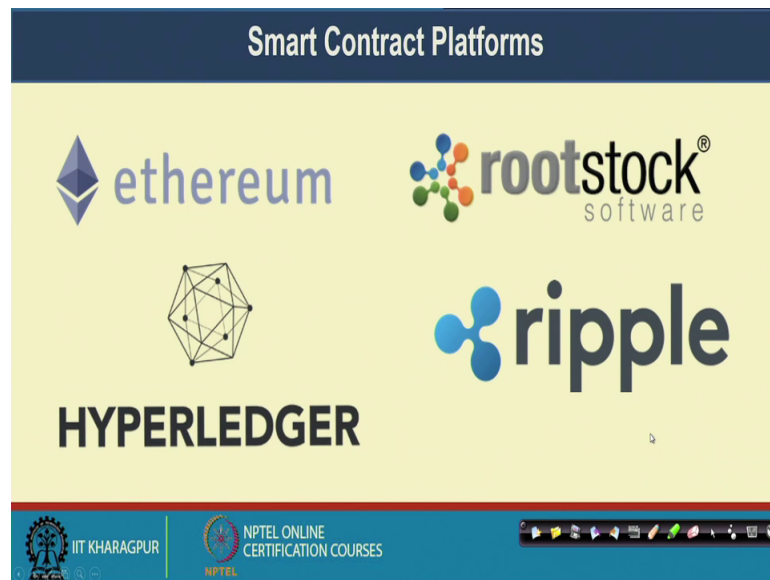 Smart Contract Platforms
ethereum
rootstock®
software
HYPERLEDGER
ripple
IIT KHARAGPUR
NPTEL
NPTEL ONLINE
CERTIFICATION COURSES